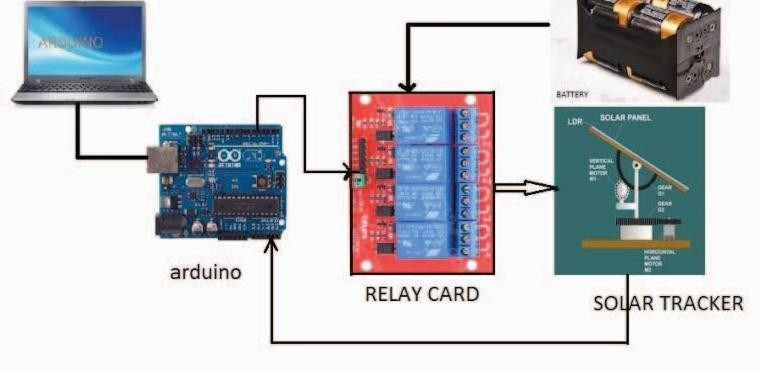 ARDUINO
BATTERY
LDR
SOLAR PANEL
VERTICAL
PLANE
MOTOR
M1
GEAR
G1
GEAR
G2
HORIZONTAL
PLANE
MOTOR
M2
arduino
RELAY CARD
SOLAR TRACKER